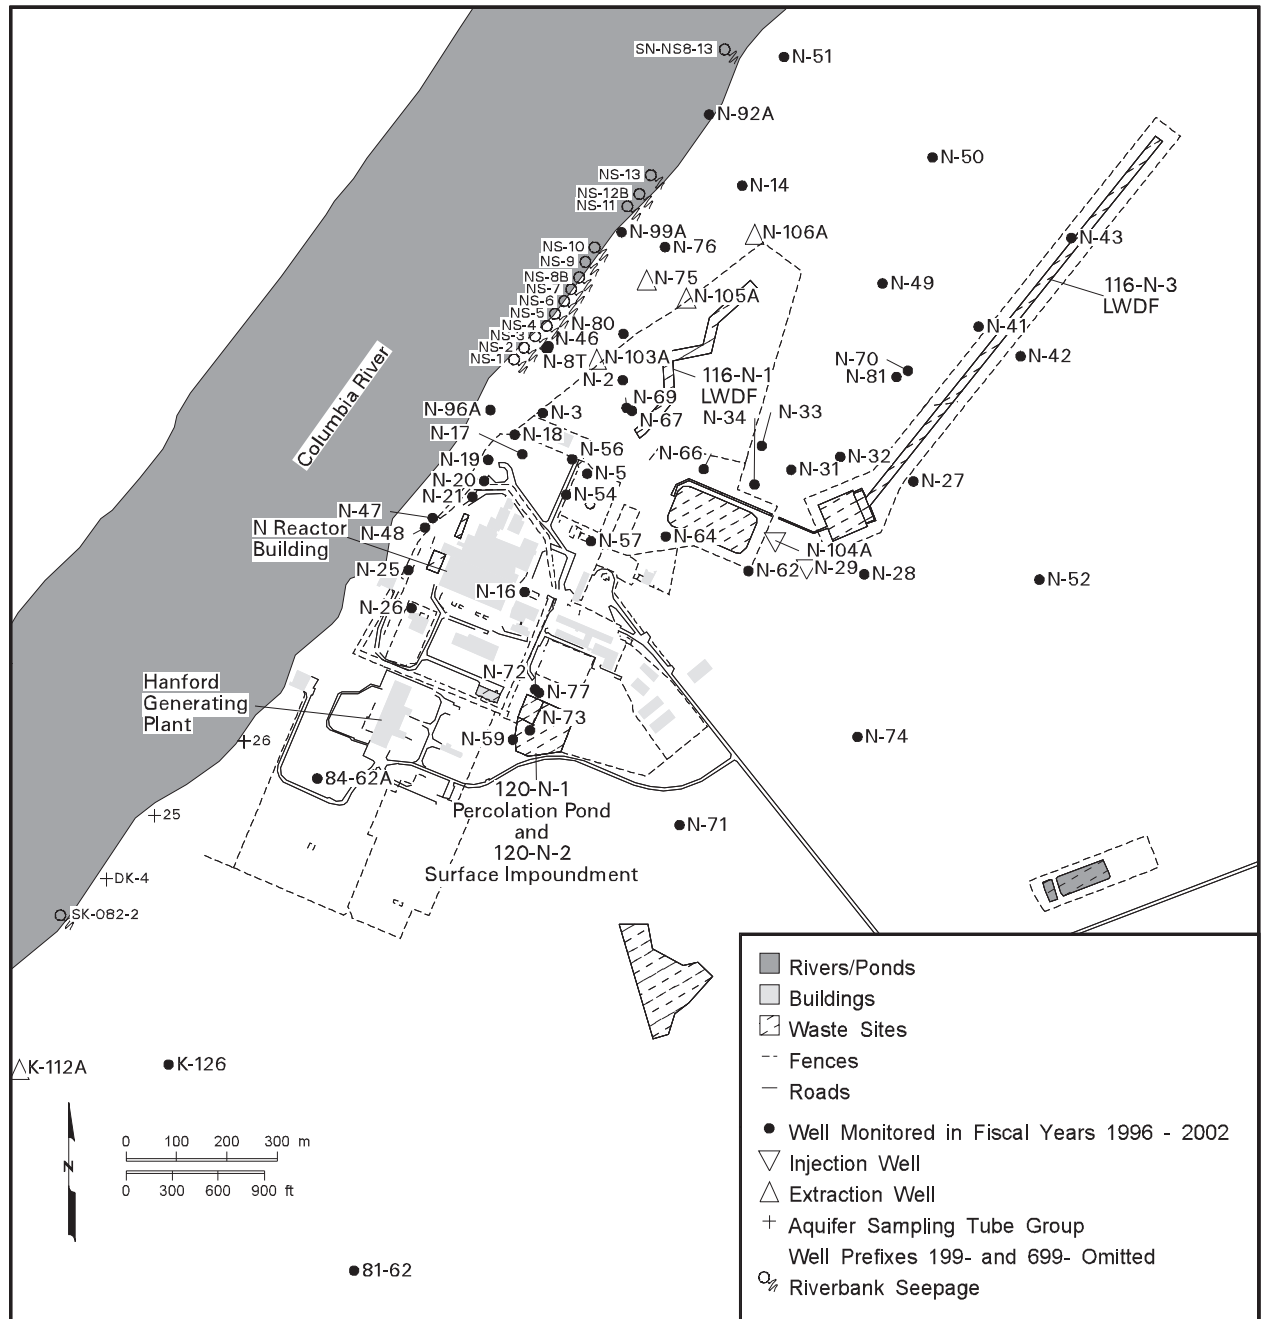 SN-NS8-13
N-51
N-92A
N-50
NS-13
N-14
NS-12B
NS-11
N-99A
N-106A
N-43
NS-10
N-76
NS-9
NS-8B
N-75
N-49
116-N-3
LWDF
NS-7
N-105A
NS-6
NS-5
NS-4
N-80
N-41
NS-3
N-46
NS-2
NS-1
N-8T
N-103A
N-70
N-42
N-81
116-N-1
LWDF
N-2
Columbia River
N-69
N-96A
N-3
N-67
N-34
N-33
N-17
N-18
N-56
N-66
N-32
N-19
N-5
N-31
N-20
N-27
N-21
N-54
N-47
N Reactor
Building
N-48
N-57
N-64
N-104A
N-25
N-62
N-29
N-28
N-52
N-16
N-26
N-72
Hanford
Generating
Plant
N-77
N-73
26
N-59
N-74
84-62A
120-N-1
Percolation Pond
and
120-N-2
Surface Impoundment
25
N-71
DK-4
SK-082-2
K-112A
K-126
N
0 100 200 300 m
0 300 600 900 ft
81-62
Rivers/Ponds
Buildings
Waste Sites
Fences
Roads
Well Monitored in Fiscal Years 1996 - 2002
Injection Well
Extraction Well
Aquifer Sampling Tube Group
Well Prefixes 199- and 699- Omitted
Riverbank Seepage